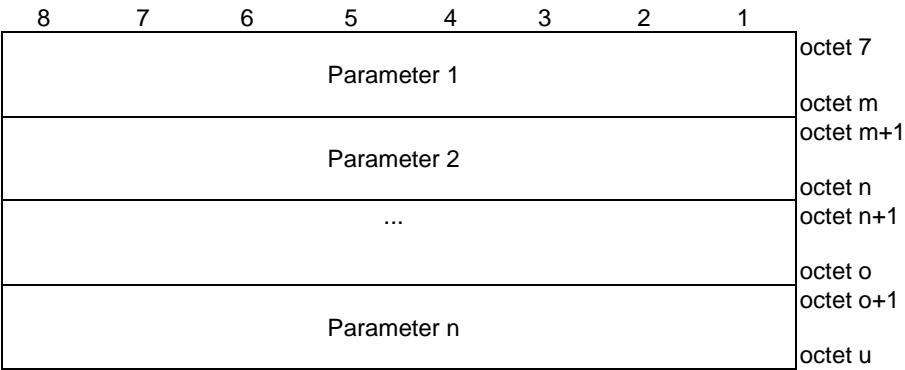 8 7 6 5 4 3 2 1
octet 7
Parameter 1
octet m
octet m+1
Parameter 2
octet n
... octet n+1
octet o
octet o+1
Parameter n
octet u